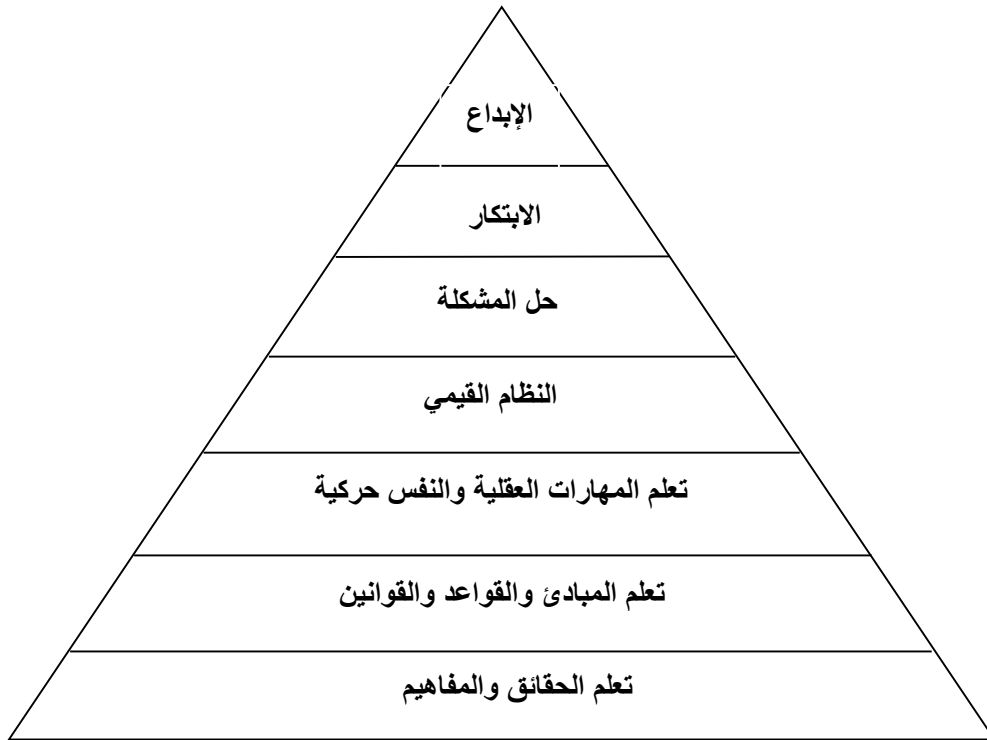 الإبداع
الابتكار
حل المشكلة
النظام القيمي
تعلم المهارات العقلية والنفس حركية
تعلم المبادئ والقواعد والقوانين
تعلم الحقائق والمفاهيم